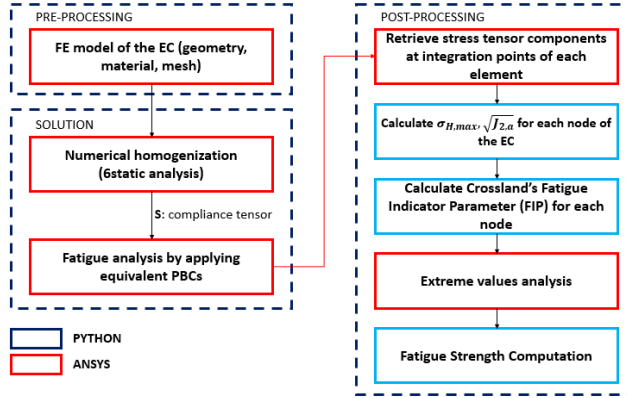 PRE-PROCESSING
FE model of the EC (geometry,
material, mesh)
SOLUTION
Numerical homogenization
(6static analysis)
S: compliance tensor
Fatigue analysis by applying
equivalent PBCs
PYTHON
ANSYS
POST-PROCESSING
Retrieve stress tensor components
at integration points of each
element
Calculate σ_{H,max}, √J_{2,a} for each node of
the EC
Calculate Crossland's Fatigue
Indicator Parameter (FIP) for each
node
Extreme values analysis
Fatigue Strength Computation